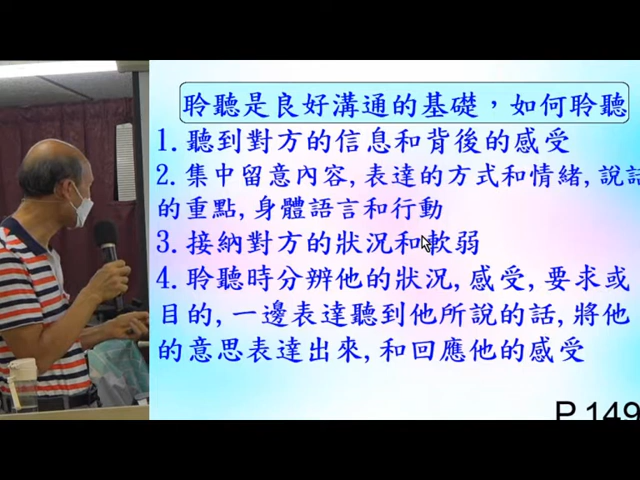 聆聽是良好溝通的基礎，如何聆聽
1. 聽到對方的信息和背後的感受
2. 集中留意內容, 表達的方式和情緒, 說話
的重點, 身體語言和行動
3. 接納對方的狀況和軟弱
4. 聆聽時分辨他的狀況, 感受, 要求或
目的, 一邊表達聽到他所說的話, 將他
的意思表達出來, 和回應他的感受
P.149